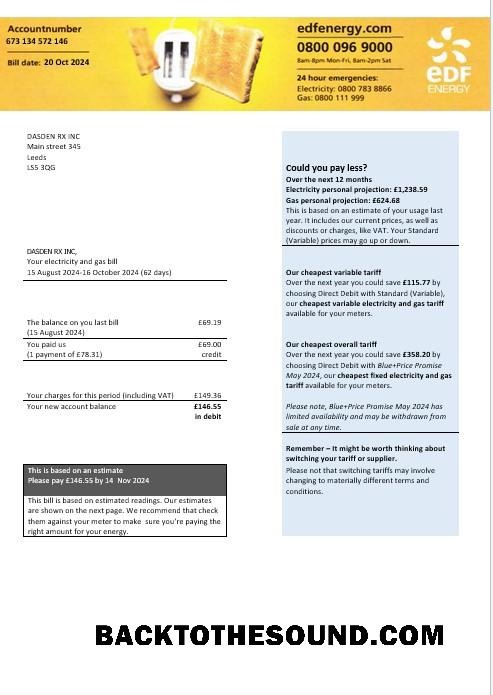 Accountnumber
673 134 572 146
Bill date: 20 Oct 2024
edfenergy.com
0800 096 9000
8am-8pm Mon-Fri, 8am-2pm Sat
24 hour emergencies:
Electricity: 0800 783 8866
Gas: 0800 111 999
eDF
ENERGY
DASDEN RX INC
Main street 345
Leeds
LS5 3QG
DASDEN RX INC,
Your electricity and gas bill
15 August 2024-16 October 2024 (62 days)
The balance on you last bill £69.19
(15 August 2024)
You paid us £69.00
(1 payment of £78.31) credit
Your charges for this period (including VAT) £149.36
Your new account balance £146.55
in debit
This is based on an estimate
Please pay £146.55 by 14 Nov 2024
This bill is based on estimated readings. Our estimates
are shown on the next page. We recommend that check
them against your meter to make sure you're paying the
right amount for your energy.
Could you pay less?
Over the next 12 months
Electricity personal projection: £1,238.59
Gas personal projection: £624.68
This is based on an estimate of your usage last
year. It includes our current prices, as well as
discounts or charges, like VAT. Your Standard
(Variable) prices may go up or down.
Our cheapest variable tariff
Over the next year you could save £115.77 by
choosing Direct Debit with Standard (Variable),
our cheapest variable electricity and gas tariff
available for your meters.
Our cheapest overall tariff
Over the next year you could save £358.20 by
choosing Direct Debit with Blue+Price Promise
May 2024, our cheapest fixed electricity and gas
tariff available for your meters.
Please note, Blue+Price Promise May 2024 has
limited availability and may be withdrawn from
sale at any time.
Remember – It might be worth thinking about
switching your tariff or supplier.
Please not that switching tariffs may involve
changing to materially different terms and
conditions.
BACKTOTHESOUND.COM